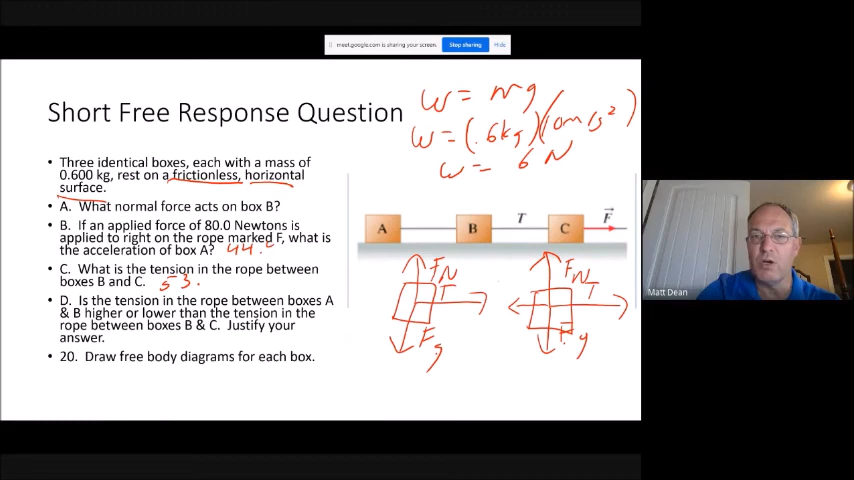 meet.google.com is sharing your screen. Stop sharing Hide
Short Free Response Question
w = mg
w = (.6kg)(10m/s²)
w = 6 N
• Three identical boxes, each with a mass of
0.600 kg, rest on a frictionless, horizontal
surface.
• A. What normal force acts on box B?
• B. If an applied force of 80.0 Newtons is
applied to right on the rope marked F, what is
the acceleration of box A? 44.
• C. What is the tension in the rope between
boxes B and C. 53.
• D. Is the tension in the rope between boxes A
& B higher or lower than the tension in the
rope between boxes B & C. Justify your
answer.
• 20. Draw free body diagrams for each box.
A B T C F
FN T Fg
FN T Fg
Matt Dean